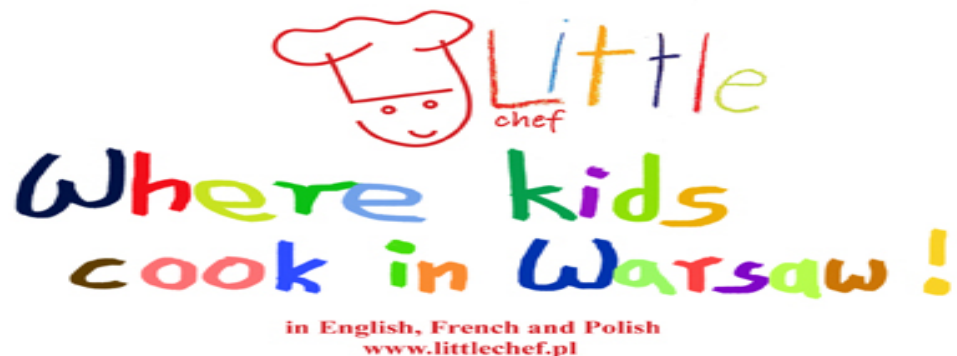 Little
chef
Where kids
cook in Warsaw!
in English, French and Polish
www.littlechef.pl